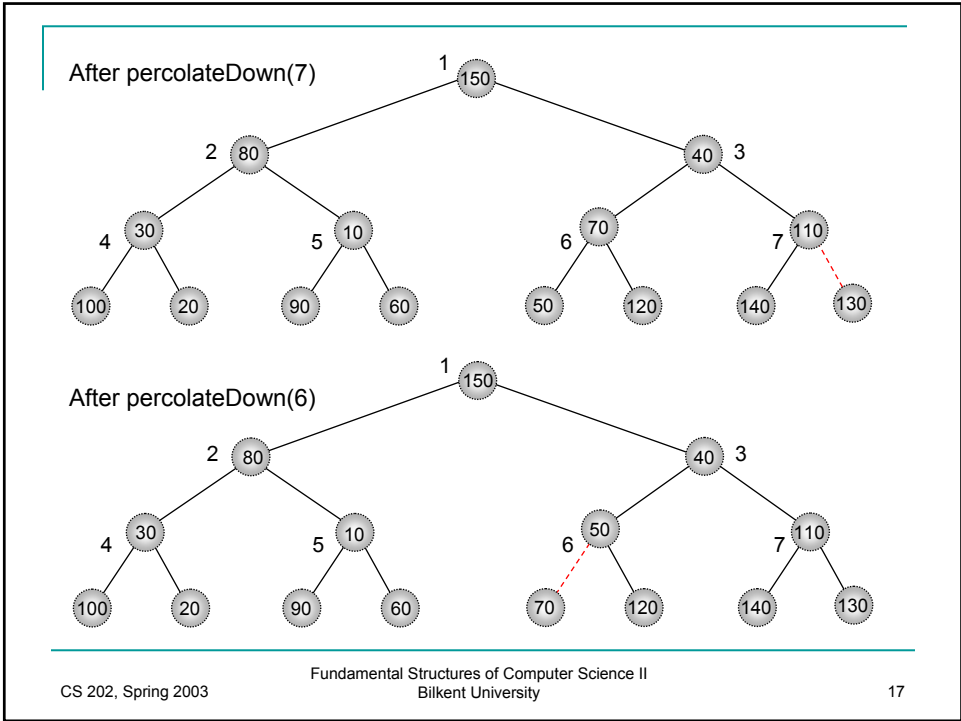 After percolateDown(7)
1
150
2 80 40 3
4 30 5 10 6 70 7 110
100 20 90 60 50 120 140 130
After percolateDown(6)
1
150
2 80 40 3
4 30 5 10 6 50 7 110
100 20 90 60 70 120 140 130
CS 202, Spring 2003
Fundamental Structures of Computer Science II
Bilkent University
17